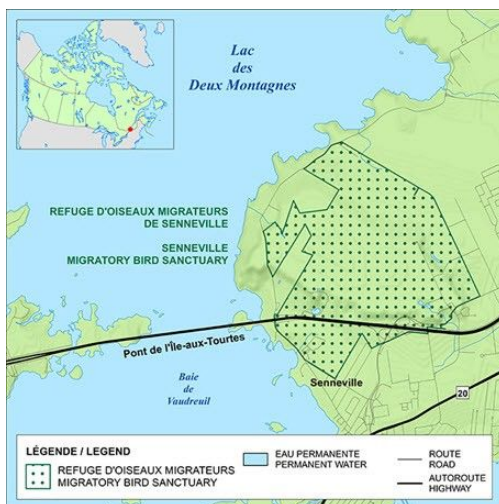 Lac
des
Deux Montagnes
REFUGE D'OISEAUX MIGRATEURS
DE SENNEVILLE
SENNEVILLE
MIGRATORY BIRD SANCTUARY
Pont de l'Île-aux-Tourtes
Baie
de
Vaudreuil
Senneville
20
LÉGENDE / LEGEND
REFUGE D'OISEAUX MIGRATEURS
MIGRATORY BIRD SANCTUARY
EAU PERMANENTE
PERMANENT WATER
ROUTE
ROAD
AUTOROUTE
HIGHWAY